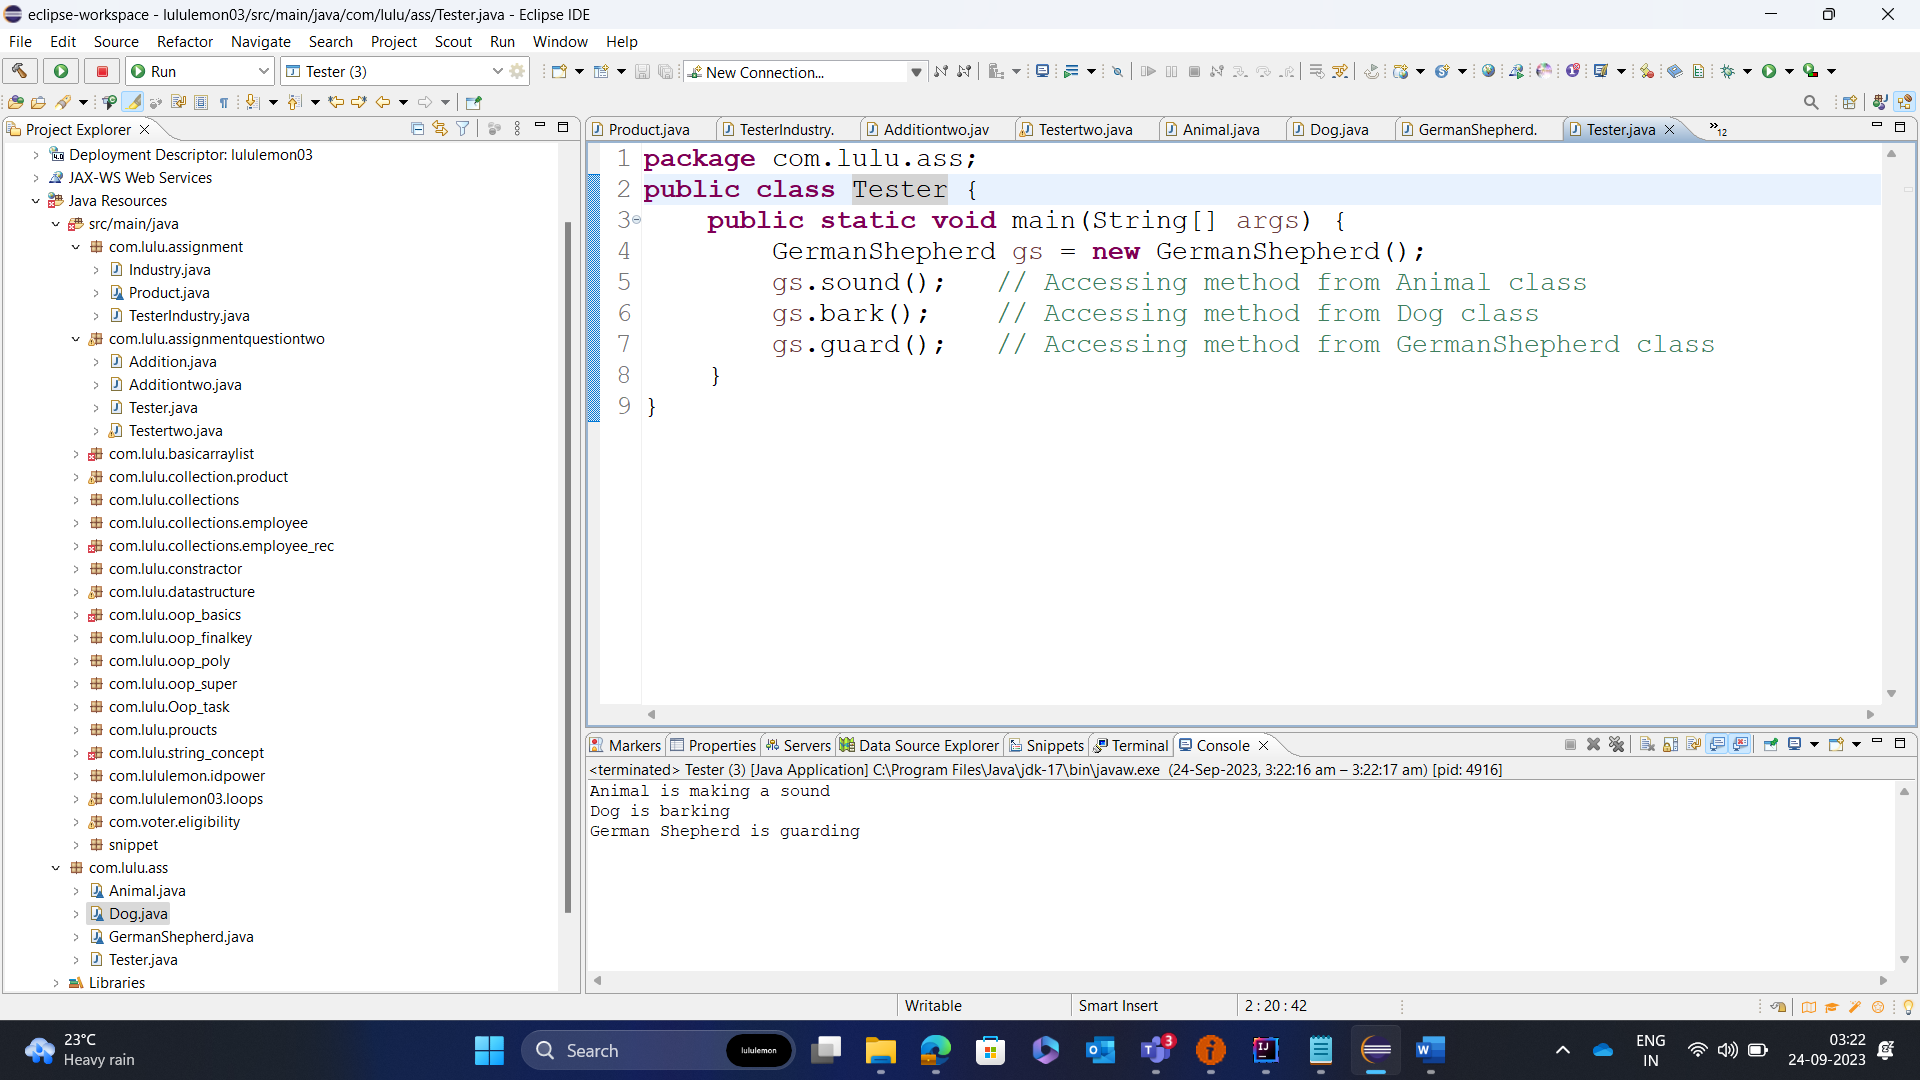 eclipse-workspace - lululemon03/src/main/java/com/lulu/ass/Tester.java - Eclipse IDE
File Edit Source Refactor Navigate Search Project Scout Run Window Help
Run Tester (3) New Connection...
Project Explorer
Deployment Descriptor: lululemon03
JAX-WS Web Services
Java Resources
src/main/java
com.lulu.assignment
Industry.java
Product.java
TesterIndustry.java
com.lulu.assignmentquestiontwo
Addition.java
Additiontwo.java
Tester.java
Testertwo.java
com.lulu.basicarraylist
com.lulu.collection.product
com.lulu.collections
com.lulu.collections.employee
com.lulu.collections.employee_rec
com.lulu.constractor
com.lulu.datastructure
com.lulu.oop_basics
com.lulu.oop_finalkey
com.lulu.oop_poly
com.lulu.oop_super
com.lulu.Oop_task
com.lulu.proucts
com.lulu.string_concept
com.lululemon.idpower
com.lululemon03.loops
com.voter.eligibility
snippet
com.lulu.ass
Animal.java
Dog.java
GermanShepherd.java
Tester.java
Libraries
Product.java TesterIndustry. Additiontwo.jav Testertwo.java Animal.java Dog.java GermanShepherd. Tester.java »12
1 package com.lulu.ass;
2 public class Tester {
3 public static void main(String[] args) {
4 GermanShepherd gs = new GermanShepherd();
5 gs.sound(); // Accessing method from Animal class
6 gs.bark(); // Accessing method from Dog class
7 gs.guard(); // Accessing method from GermanShepherd class
8 }
9 }
Markers Properties Servers Data Source Explorer Snippets Terminal Console
<terminated> Tester (3) [Java Application] C:\Program Files\Java\jdk-17\bin\javaw.exe (24-Sep-2023, 3:22:16 am – 3:22:17 am) [pid: 4916]
Animal is making a sound
Dog is barking
German Shepherd is guarding
Writable Smart Insert 2 : 20 : 42
23°C
Heavy rain
Search lululemon
3
IJ
ENG
IN
03:22
24-09-2023